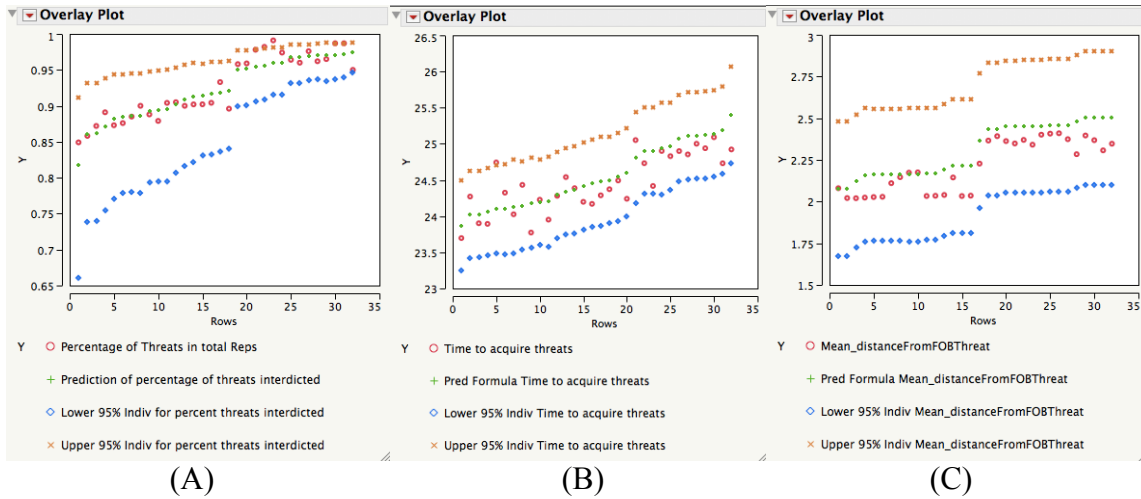 Overlay Plot
1
0.95
0.9
0.85
Y
0.8
0.75
0.7
0.65
0 5 10 15 20 25 30 35
Rows
Y Percentage of Threats in total Reps
Prediction of percentage of threats interdicted
Lower 95% Indiv for percent threats interdicted
Upper 95% Indiv for percent threats interdicted
(A)
Overlay Plot
26.5
26
25.5
25
Y
24.5
24
23.5
23
0 5 10 15 20 25 30 35
Rows
Y Time to acquire threats
Pred Formula Time to acquire threats
Lower 95% Indiv Time to acquire threats
Upper 95% Indiv Time to acquire threats
(B)
Overlay Plot
3
2.75
2.5
2.25
Y
2
1.75
1.5
0 5 10 15 20 25 30 35
Rows
Y Mean_distanceFromFOBThreat
Pred Formula Mean_distanceFromFOBThreat
Lower 95% Indiv Mean_distanceFromFOBThreat
Upper 95% Indiv Mean_distanceFromFOBThreat
(C)